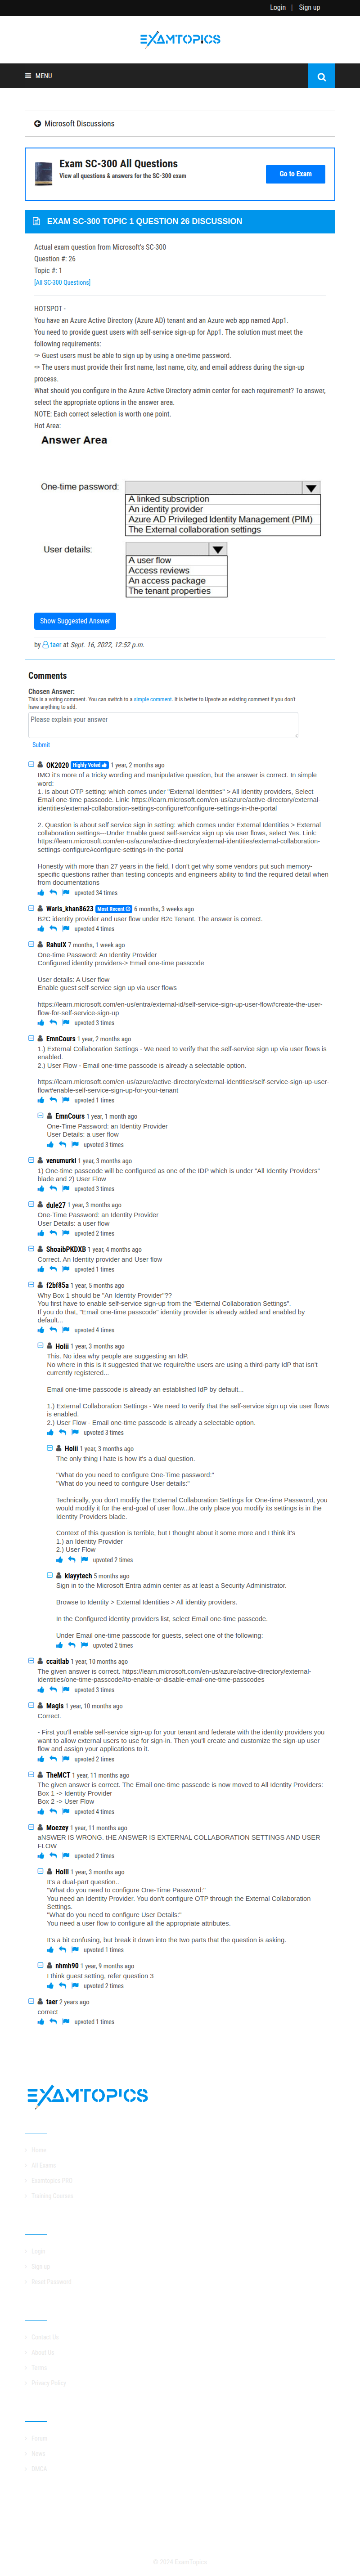 Login | Sign up
EXAMTOPICS
MENU
Microsoft Discussions
Exam SC-300 All Questions
View all questions & answers for the SC-300 exam
Go to Exam
EXAM SC-300 TOPIC 1 QUESTION 26 DISCUSSION
Actual exam question from Microsoft's SC-300
Question #: 26
Topic #: 1
[All SC-300 Questions]
HOTSPOT -
You have an Azure Active Directory (Azure AD) tenant and an Azure web app named App1.
You need to provide guest users with self-service sign-up for App1. The solution must meet the
following requirements:
✑ Guest users must be able to sign up by using a one-time password.
✑ The users must provide their first name, last name, city, and email address during the sign-up
process.
What should you configure in the Azure Active Directory admin center for each requirement? To answer,
select the appropriate options in the answer area.
NOTE: Each correct selection is worth one point.
Hot Area:
Answer Area
One-time password:
A linked subscription
An identity provider
Azure AD Privileged Identity Management (PIM)
The External collaboration settings
User details:
A user flow
Access reviews
An access package
The tenant properties
Show Suggested Answer
by taer at Sept. 16, 2022, 12:52 p.m.
Comments
Chosen Answer:
This is a voting comment. You can switch to a simple comment. It is better to Upvote an existing comment if you don't
have anything to add.
Please explain your answer
Submit
OK2020 Highly Voted 1 year, 2 months ago
IMO it's more of a tricky wording and manipulative question, but the answer is correct. In simple
word:
1. is about OTP setting: which comes under "External Identities" > All identity providers, Select
Email one-time passcode. Link: https://learn.microsoft.com/en-us/azure/active-directory/external-
identities/external-collaboration-settings-configure#configure-settings-in-the-portal
2. Question is about self service sign in setting: which comes under External Identities > External
collaboration settings---Under Enable guest self-service sign up via user flows, select Yes. Link:
https://learn.microsoft.com/en-us/azure/active-directory/external-identities/external-collaboration-
settings-configure#configure-settings-in-the-portal
Honestly with more than 27 years in the field, I don't get why some vendors put such memory-
specific questions rather than testing concepts and engineers ability to find the required detail when
from documentations
upvoted 34 times
Waris_khan8623 Most Recent 6 months, 3 weeks ago
B2C identity provider and user flow under B2c Tenant. The answer is correct.
upvoted 4 times
RahulX 7 months, 1 week ago
One-time Password: An Identity Provider
Configured identity providers-> Email one-time passcode
User details: A User flow
Enable guest self-service sign up via user flows
https://learn.microsoft.com/en-us/entra/external-id/self-service-sign-up-user-flow#create-the-user-
flow-for-self-service-sign-up
upvoted 3 times
EmnCours 1 year, 2 months ago
1.) External Collaboration Settings - We need to verify that the self-service sign up via user flows is
enabled.
2.) User Flow - Email one-time passcode is already a selectable option.
https://learn.microsoft.com/en-us/azure/active-directory/external-identities/self-service-sign-up-user-
flow#enable-self-service-sign-up-for-your-tenant
upvoted 1 times
EmnCours 1 year, 1 month ago
One-Time Password: an Identity Provider
User Details: a user flow
upvoted 3 times
venumurki 1 year, 3 months ago
1) One-time passcode will be configured as one of the IDP which is under "All Identity Providers"
blade and 2) User Flow
upvoted 3 times
dule27 1 year, 3 months ago
One-Time Password: an Identity Provider
User Details: a user flow
upvoted 2 times
ShoaibPKDXB 1 year, 4 months ago
Correct. An Identity provider and User flow
upvoted 1 times
f2bf85a 1 year, 5 months ago
Why Box 1 should be "An Identity Provider"??
You first have to enable self-service sign-up from the "External Collaboration Settings".
If you do that, "Email one-time passcode" identity provider is already added and enabled by
default...
upvoted 4 times
Holii 1 year, 3 months ago
This. No idea why people are suggesting an IdP.
No where in this is it suggested that we require/the users are using a third-party IdP that isn't
currently registered...
Email one-time passcode is already an established IdP by default...
1.) External Collaboration Settings - We need to verify that the self-service sign up via user flows
is enabled.
2.) User Flow - Email one-time passcode is already a selectable option.
upvoted 3 times
Holii 1 year, 3 months ago
The only thing I hate is how it's a dual question.
"What do you need to configure One-Time password:"
"What do you need to configure User details:"
Technically, you don't modify the External Collaboration Settings for One-time Password, you
would modify it for the end-goal of user flow...the only place you modify its settings is in the
Identity Providers blade.
Context of this question is terrible, but I thought about it some more and I think it's
1.) an Identity Provider
2.) User Flow
upvoted 2 times
klayytech 5 months ago
Sign in to the Microsoft Entra admin center as at least a Security Administrator.
Browse to Identity > External Identities > All identity providers.
In the Configured identity providers list, select Email one-time passcode.
Under Email one-time passcode for guests, select one of the following:
upvoted 2 times
ccaitlab 1 year, 10 months ago
The given answer is correct, https://learn.microsoft.com/en-us/azure/active-directory/external-
identities/one-time-passcode#to-enable-or-disable-email-one-time-passcodes
upvoted 3 times
Magis 1 year, 10 months ago
Correct.
- First you'll enable self-service sign-up for your tenant and federate with the identity providers you
want to allow external users to use for sign-in. Then you'll create and customize the sign-up user
flow and assign your applications to it.
upvoted 2 times
TheMCT 1 year, 11 months ago
The given answer is correct. The Email one-time passcode is now moved to All Identity Providers:
Box 1 -> Identity Provider
Box 2 -> User Flow
upvoted 4 times
Moezey 1 year, 11 months ago
aNSWER IS WRONG. tHE ANSWER IS EXTERNAL COLLABORATION SETTINGS AND USER
FLOW
upvoted 2 times
Holii 1 year, 3 months ago
It's a dual-part question..
"What do you need to configure One-Time Password:"
You need an Identity Provider. You don't configure OTP through the External Collaboration
Settings.
"What do you need to configure User Details:"
You need a user flow to configure all the appropriate attributes.
It's a bit confusing, but break it down into the two parts that the question is asking.
upvoted 1 times
nhmh90 1 year, 9 months ago
I think guest setting, refer question 3
upvoted 2 times
taer 2 years ago
correct
upvoted 1 times
EXAMTOPICS
Home
All Exams
Examtopics PRO
Training Courses
Login
Sign up
Reset Password
Contact Us
About Us
Terms
Privacy Policy
Forum
News
DMCA
© 2024 ExamTopics